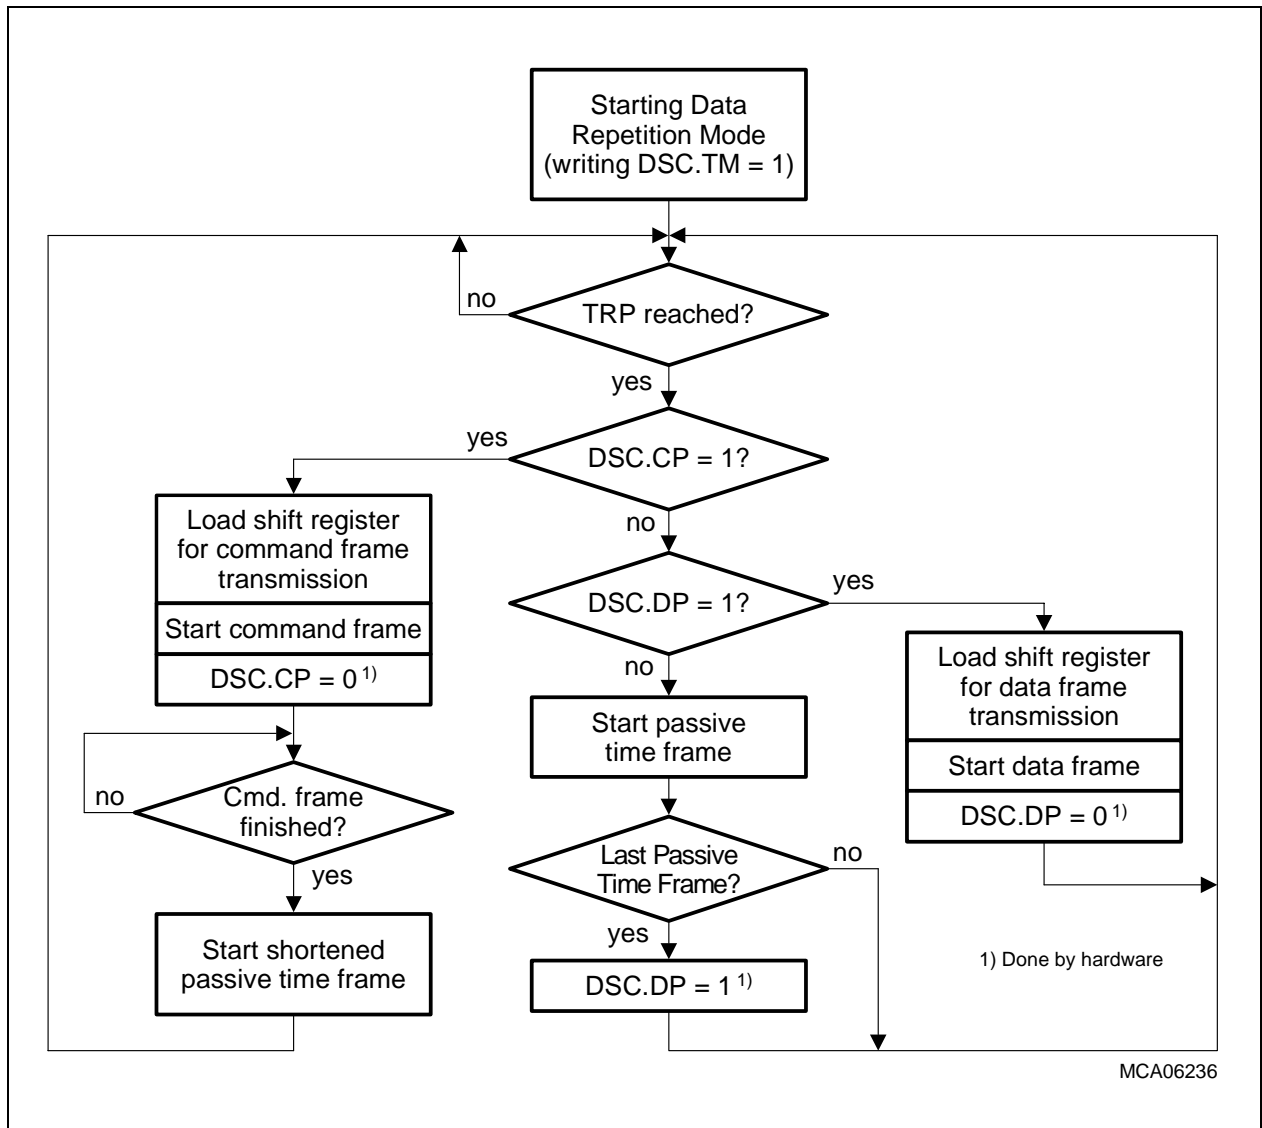 Starting Data
Repetition Mode
(writing DSC.TM = 1)
no
TRP reached?
yes
yes
DSC.CP = 1?
no
Load shift register
for command frame
transmission
Start command frame
DSC.CP = 0 1)
DSC.DP = 1?
yes
no
Load shift register
for data frame
transmission
Start data frame
DSC.DP = 0 1)
Start passive
time frame
no
Cmd. frame
finished?
yes
Last Passive
Time Frame?
no
yes
Start shortened
passive time frame
DSC.DP = 1 1)
1) Done by hardware
MCA06236